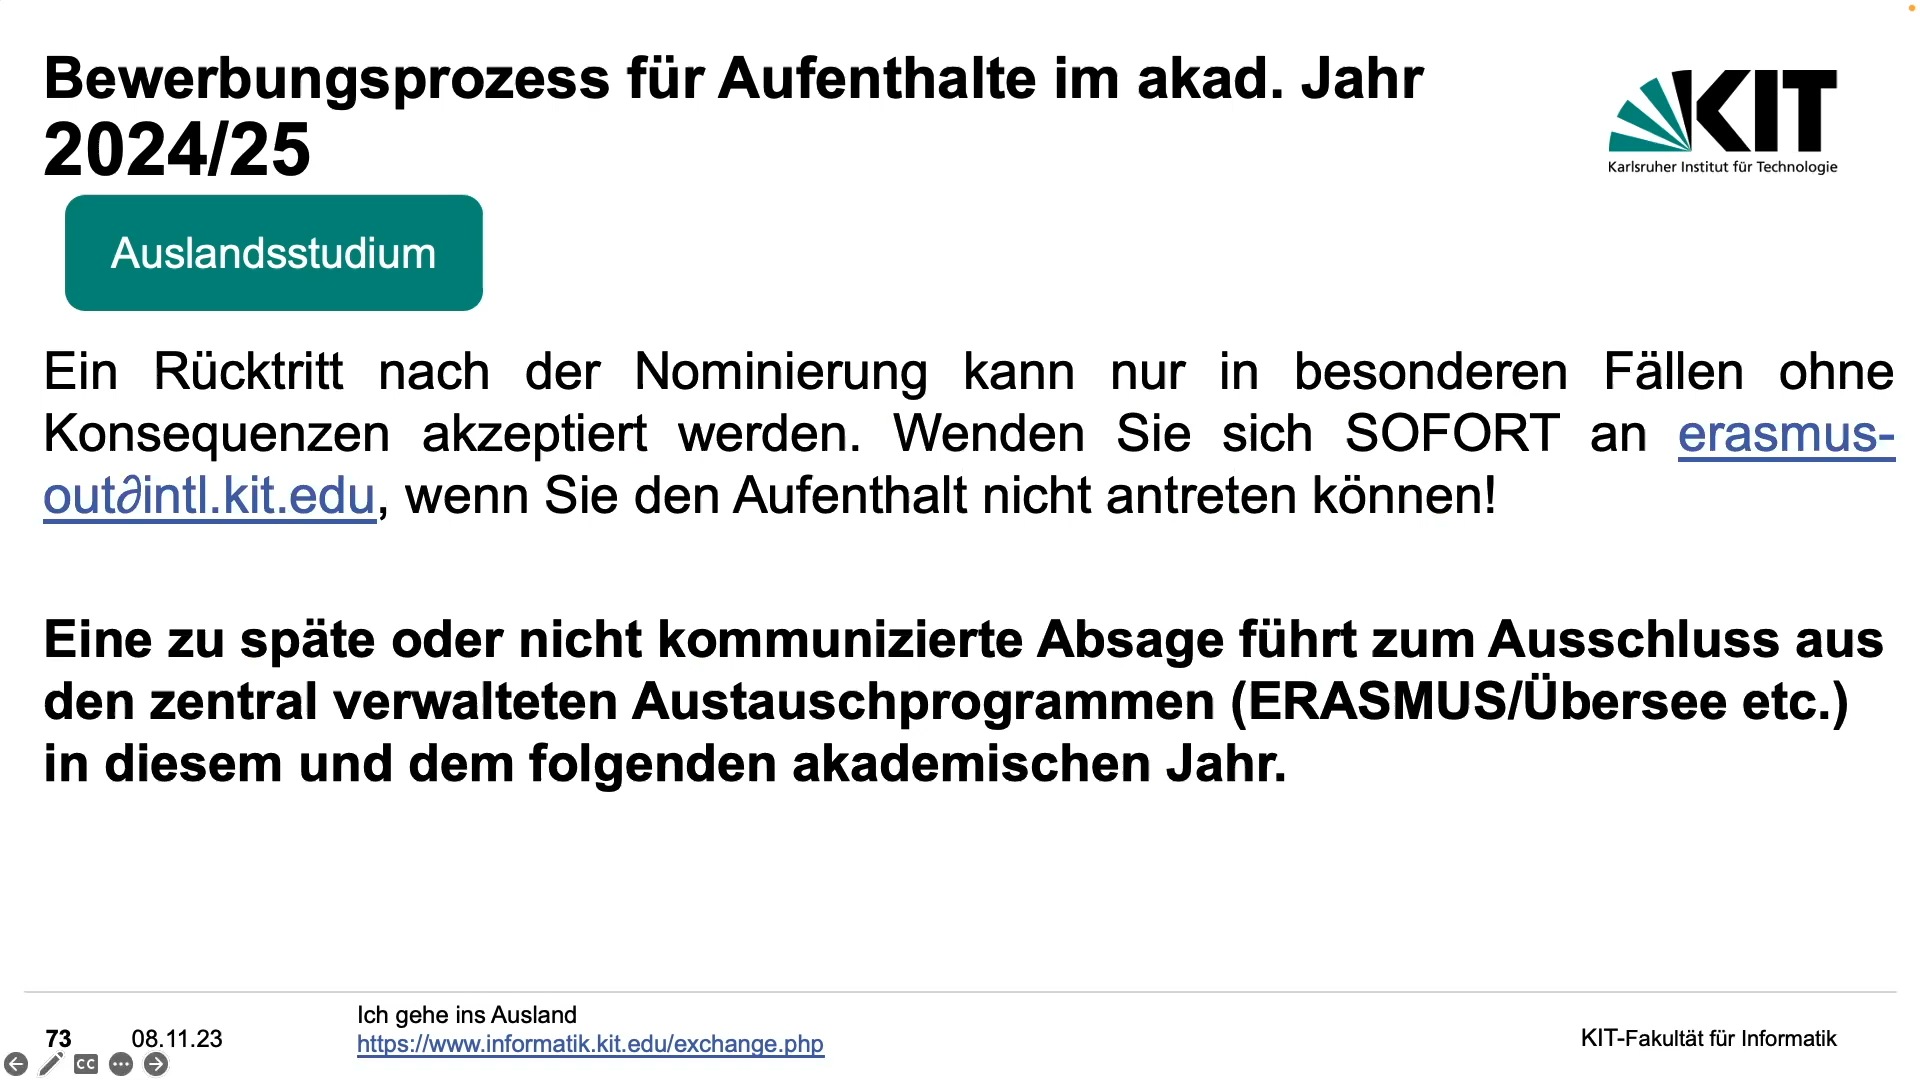 Bewerbungsprozess für Aufenthalte im akad. Jahr
2024/25
KIT
Karlsruher Institut für Technologie
Auslandsstudium
Ein Rücktritt nach der Nominierung kann nur in besonderen Fällen ohne
Konsequenzen akzeptiert werden. Wenden Sie sich SOFORT an erasmus-
out∂intl.kit.edu, wenn Sie den Aufenthalt nicht antreten können!
Eine zu späte oder nicht kommunizierte Absage führt zum Ausschluss aus
den zentral verwalteten Austauschprogrammen (ERASMUS/Übersee etc.)
in diesem und dem folgenden akademischen Jahr.
73
08.11.23
Ich gehe ins Ausland
https://www.informatik.kit.edu/exchange.php
KIT-Fakultät für Informatik
CC